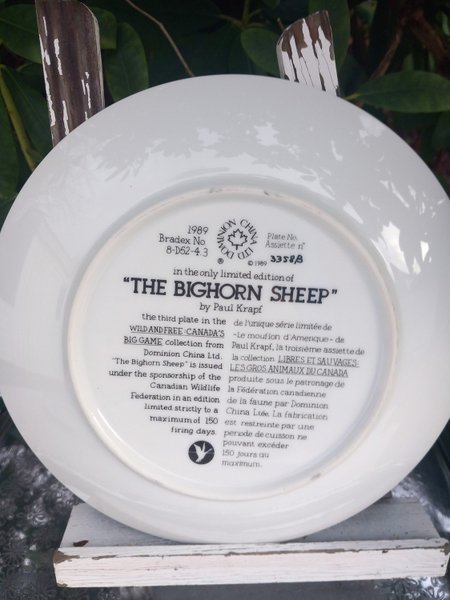 1989
Bradex No
8-D52-4.3
DOMINION CHINA LTD.
®
© 1989
Plate No.
Assiette n°
3358B
in the only limited edition of
"THE BIGHORN SHEEP"
by Paul Krapf
the third plate in the
WILD AND FREE: CANADA'S
BIG GAME collection from
Dominion China Ltd.
"The Bighorn Sheep" is issued
under the sponsorship of the
Canadian Wildlife
Federation in an edition
limited strictly to a
maximum of 150
firing days.
de l'unique série limitée de
«Le mouflon d'Amérique» de
Paul Krapf, la troisième assiette de
la collection LIBRES ET SAUVAGES:
LES GROS ANIMAUX DU CANADA
produite sous le patronage de
la Fédération canadienne
de la faune par Dominion
China Ltée. La fabrication
est restreinte par une
période de cuisson ne
pouvant excéder
150 jours au
maximum.